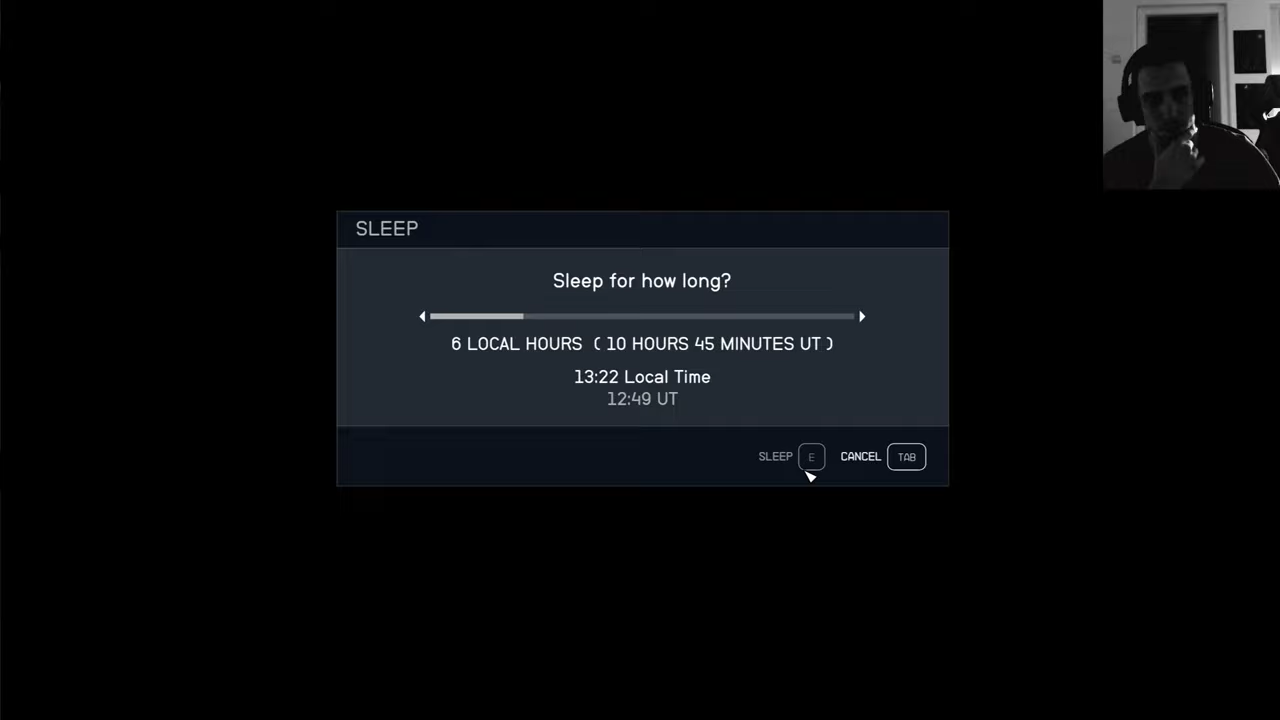 SLEEP
Sleep for how long?
6 LOCAL HOURS ( 10 HOURS 45 MINUTES UT )
13:22 Local Time
12:49 UT
SLEEP E CANCEL TAB